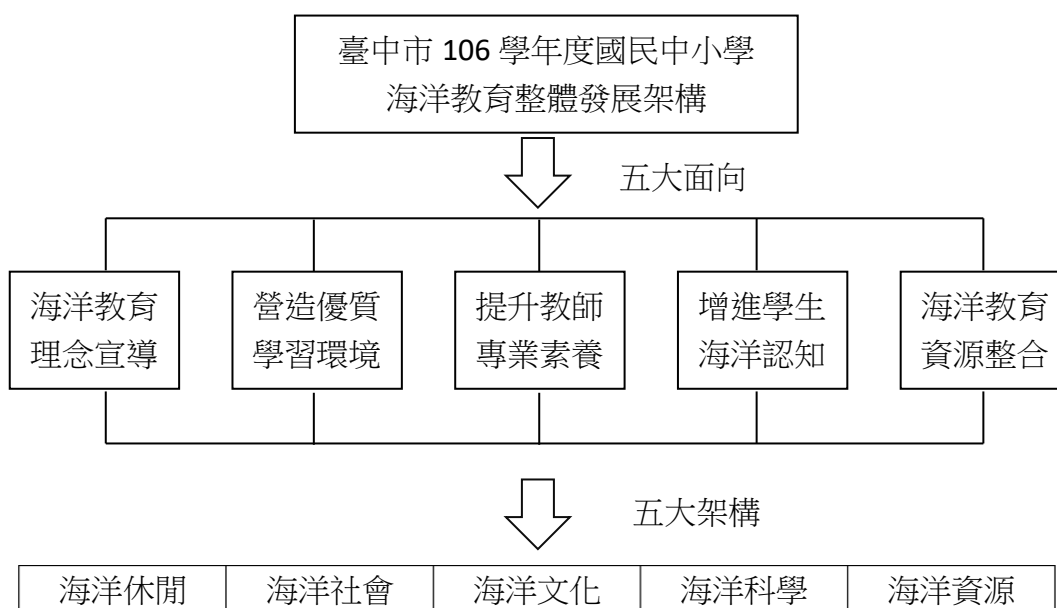 臺中市 106 學年度國民中小學
海洋教育整體發展架構
五大面向
海洋教育
理念宣導
營造優質
學習環境
提升教師
專業素養
增進學生
海洋認知
海洋教育
資源整合
五大架構
海洋休閒
海洋社會
海洋文化
海洋科學
海洋資源